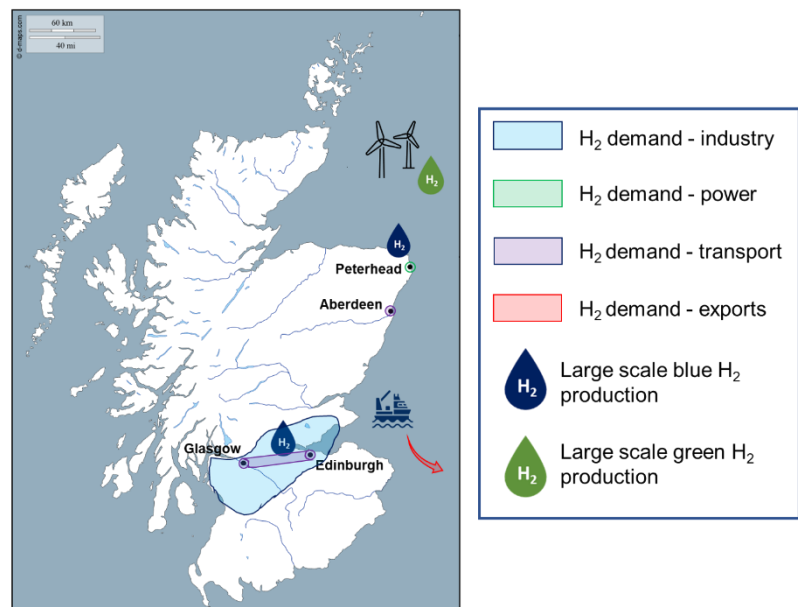 60 km
40 mi
© d-maps.com
H₂
H₂
Peterhead
Aberdeen
H₂
Glasgow
Edinburgh
H₂ demand - industry
H₂ demand - power
H₂ demand - transport
H₂ demand - exports
H₂
Large scale blue H₂
production
H₂
Large scale green H₂
production